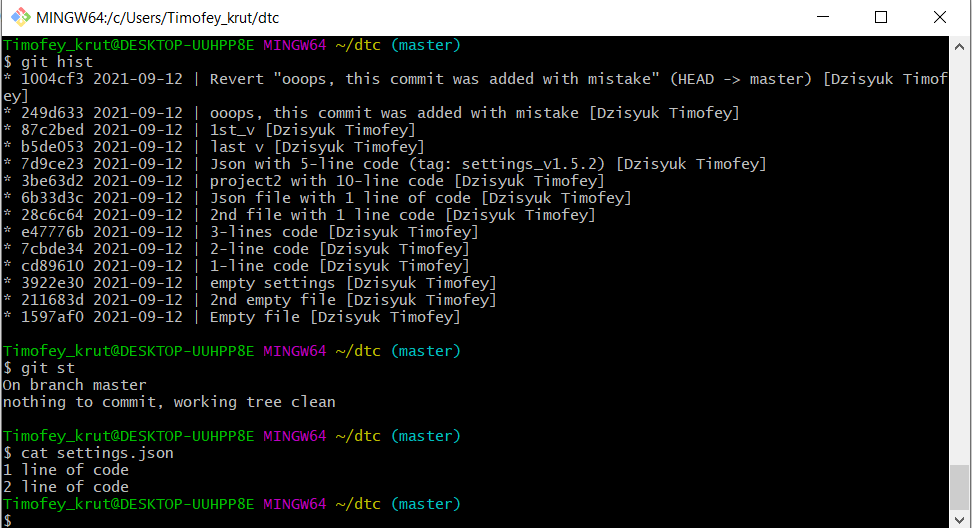 MINGW64:/c/Users/Timofey_krut/dtc
Timofey_krut@DESKTOP-UUHPP8E MINGW64 ~/dtc (master)
$ git hist
* 1004cf3 2021-09-12 | Revert "ooops, this commit was added with mistake" (HEAD -> master) [Dzisyuk Timof
ey]
* 249d633 2021-09-12 | ooops, this commit was added with mistake [Dzisyuk Timofey]
* 87c2bed 2021-09-12 | 1st_v [Dzisyuk Timofey]
* b5de053 2021-09-12 | last v [Dzisyuk Timofey]
* 7d9ce23 2021-09-12 | Json with 5-line code (tag: settings_v1.5.2) [Dzisyuk Timofey]
* 3be63d2 2021-09-12 | project2 with 10-line code [Dzisyuk Timofey]
* 6b33d3c 2021-09-12 | Json file with 1 line of code [Dzisyuk Timofey]
* 28c6c64 2021-09-12 | 2nd file with 1 line code [Dzisyuk Timofey]
* e47776b 2021-09-12 | 3-lines code [Dzisyuk Timofey]
* 7cbde34 2021-09-12 | 2-line code [Dzisyuk Timofey]
* cd89610 2021-09-12 | 1-line code [Dzisyuk Timofey]
* 3922e30 2021-09-12 | empty settings [Dzisyuk Timofey]
* 211683d 2021-09-12 | 2nd empty file [Dzisyuk Timofey]
* 1597af0 2021-09-12 | Empty file [Dzisyuk Timofey]
Timofey_krut@DESKTOP-UUHPP8E MINGW64 ~/dtc (master)
$ git st
On branch master
nothing to commit, working tree clean
Timofey_krut@DESKTOP-UUHPP8E MINGW64 ~/dtc (master)
$ cat settings.json
1 line of code
2 line of code
Timofey_krut@DESKTOP-UUHPP8E MINGW64 ~/dtc (master)
$